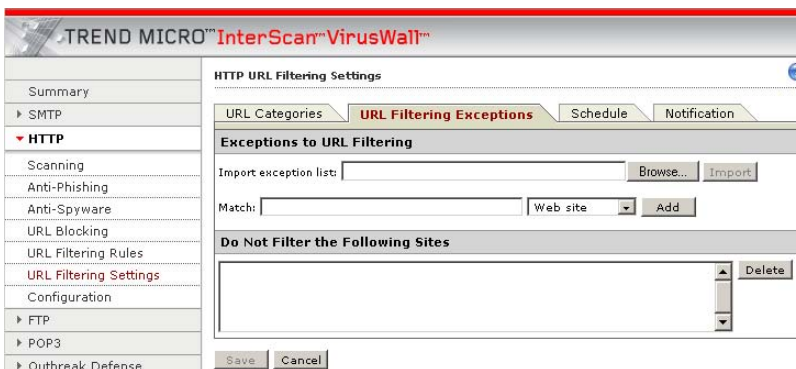 TREND MICRO™ InterScan™ VirusWall™
HTTP URL Filtering Settings
Summary
SMTP
HTTP
Scanning
Anti-Phishing
Anti-Spyware
URL Blocking
URL Filtering Rules
URL Filtering Settings
Configuration
FTP
POP3
Outbreak Defense
URL Categories
URL Filtering Exceptions
Schedule
Notification
Exceptions to URL Filtering
Import exception list:
Browse...
Import
Match:
Web site
Add
Do Not Filter the Following Sites
Delete
Save
Cancel